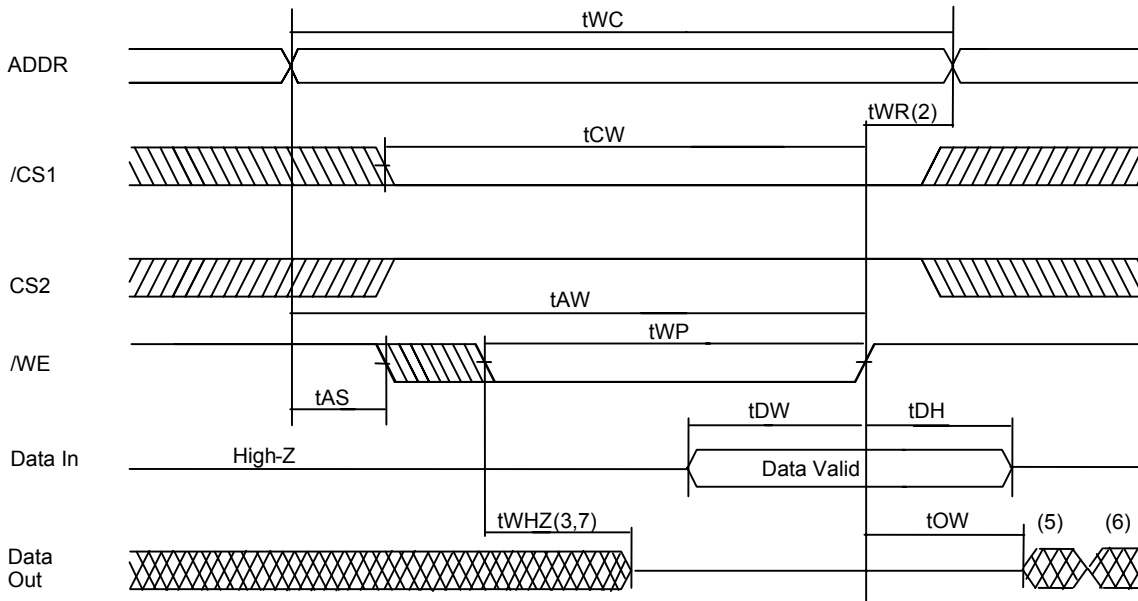 tWC
ADDR
tWR(2)
tCW
/CS1
CS2
tAW
tWP
/WE
tAS
tDW
tDH
Data In
High-Z
Data Valid
tWHZ(3,7)
tOW
(5)
(6)
Data
Out